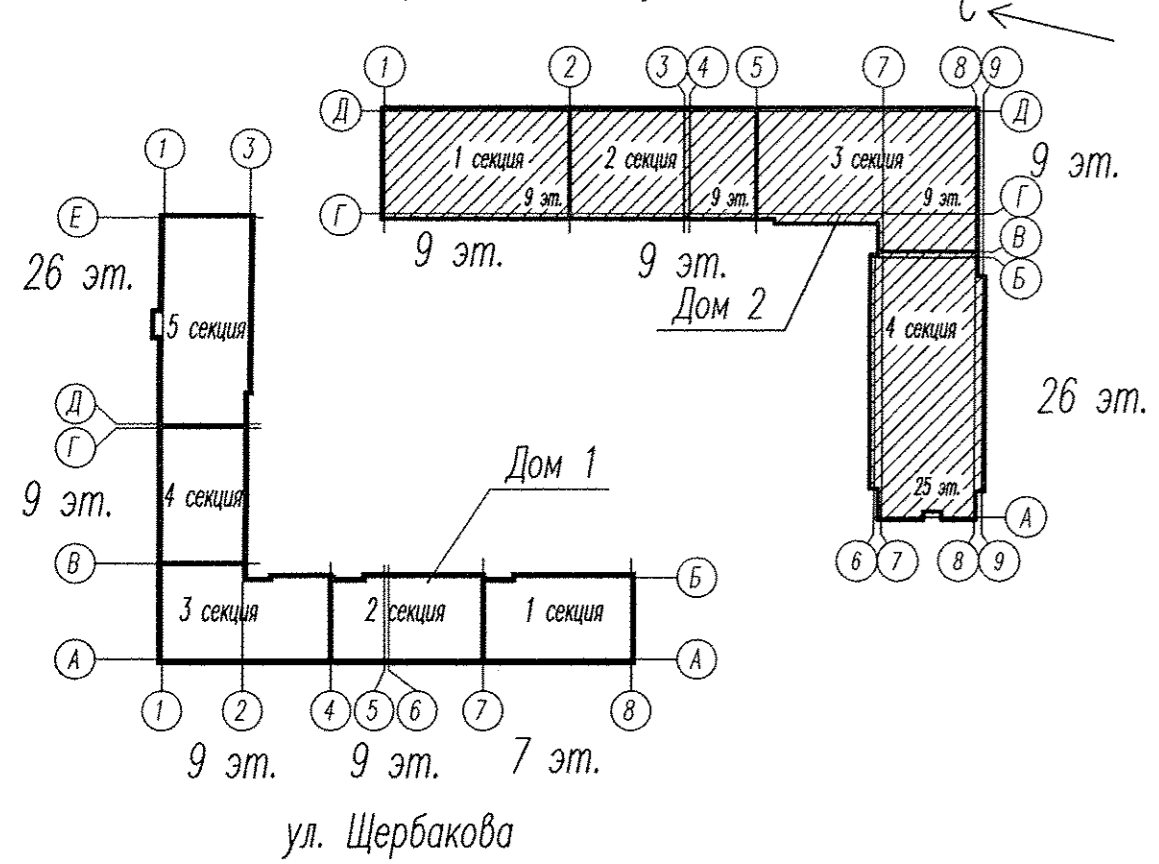 С
1 2 3 4 5 7 8 9
Д Д
1 секция 2 секция 3 секция
9 эт.
9 эт. 9 эт. 9 эт.
Г Г
9 эт. 9 эт.
В
Б
Дом 2
4 секция
26 эт.
25 эт.
А
6 7 8 9
1 3
Е
26 эт.
5 секция
Д
Г
9 эт.
4 секция
Дом 1
В Б
3 секция 2 секция 1 секция
А А
1 2 4 5 6 7 8
9 эт. 9 эт. 7 эт.
ул. Щербакова